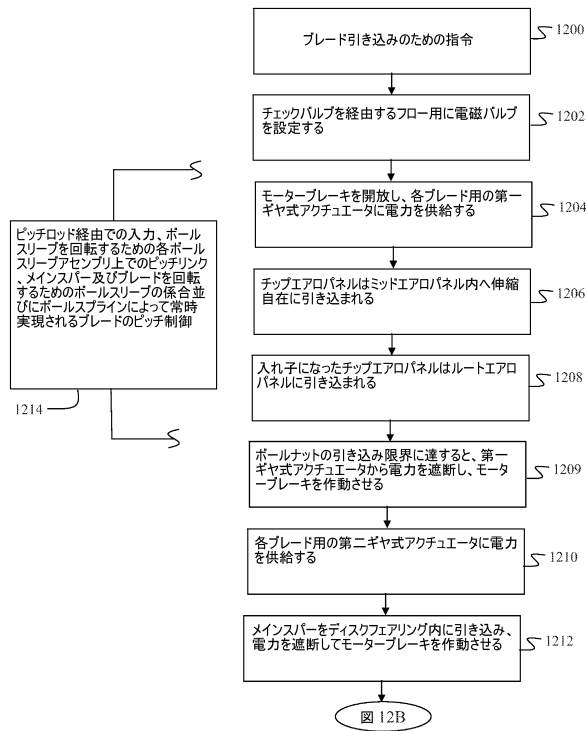 ブレード引き込みのための指令
1200
チェックバルブを経由するフロー用に電磁バルブ
を設定する
1202
モーターブレーキを開放し、各ブレード用の第一
ギヤ式アクチュエータに電力を供給する
1204
チップエアロパネルはミッドエアロパネル内へ伸縮
自在に引き込まれる
1206
入れ子になったチップエアロパネルはルートエアロ
パネルに引き込まれる
1208
ボールナットの引き込み限界に達すると、第一
ギヤ式アクチュエータから電力を遮断し、モータ
ーブレーキを作動させる
1209
各ブレード用の第二ギヤ式アクチュエータに電力
を供給する
1210
メインスパーをディスクフェアリング内に引き込み、
電力を遮断してモーターブレーキを作動させる
1212
図 12B
ピッチロッド経由での入力、ボール
スリーブを回転するための各ボール
スリーブアセンブリ上でのピッチリンク
、メインスパー及びブレードを回転
するためのボールスリーブの係合並
びにボールスプラインによって常時
実現されるブレードのピッチ制御
1214